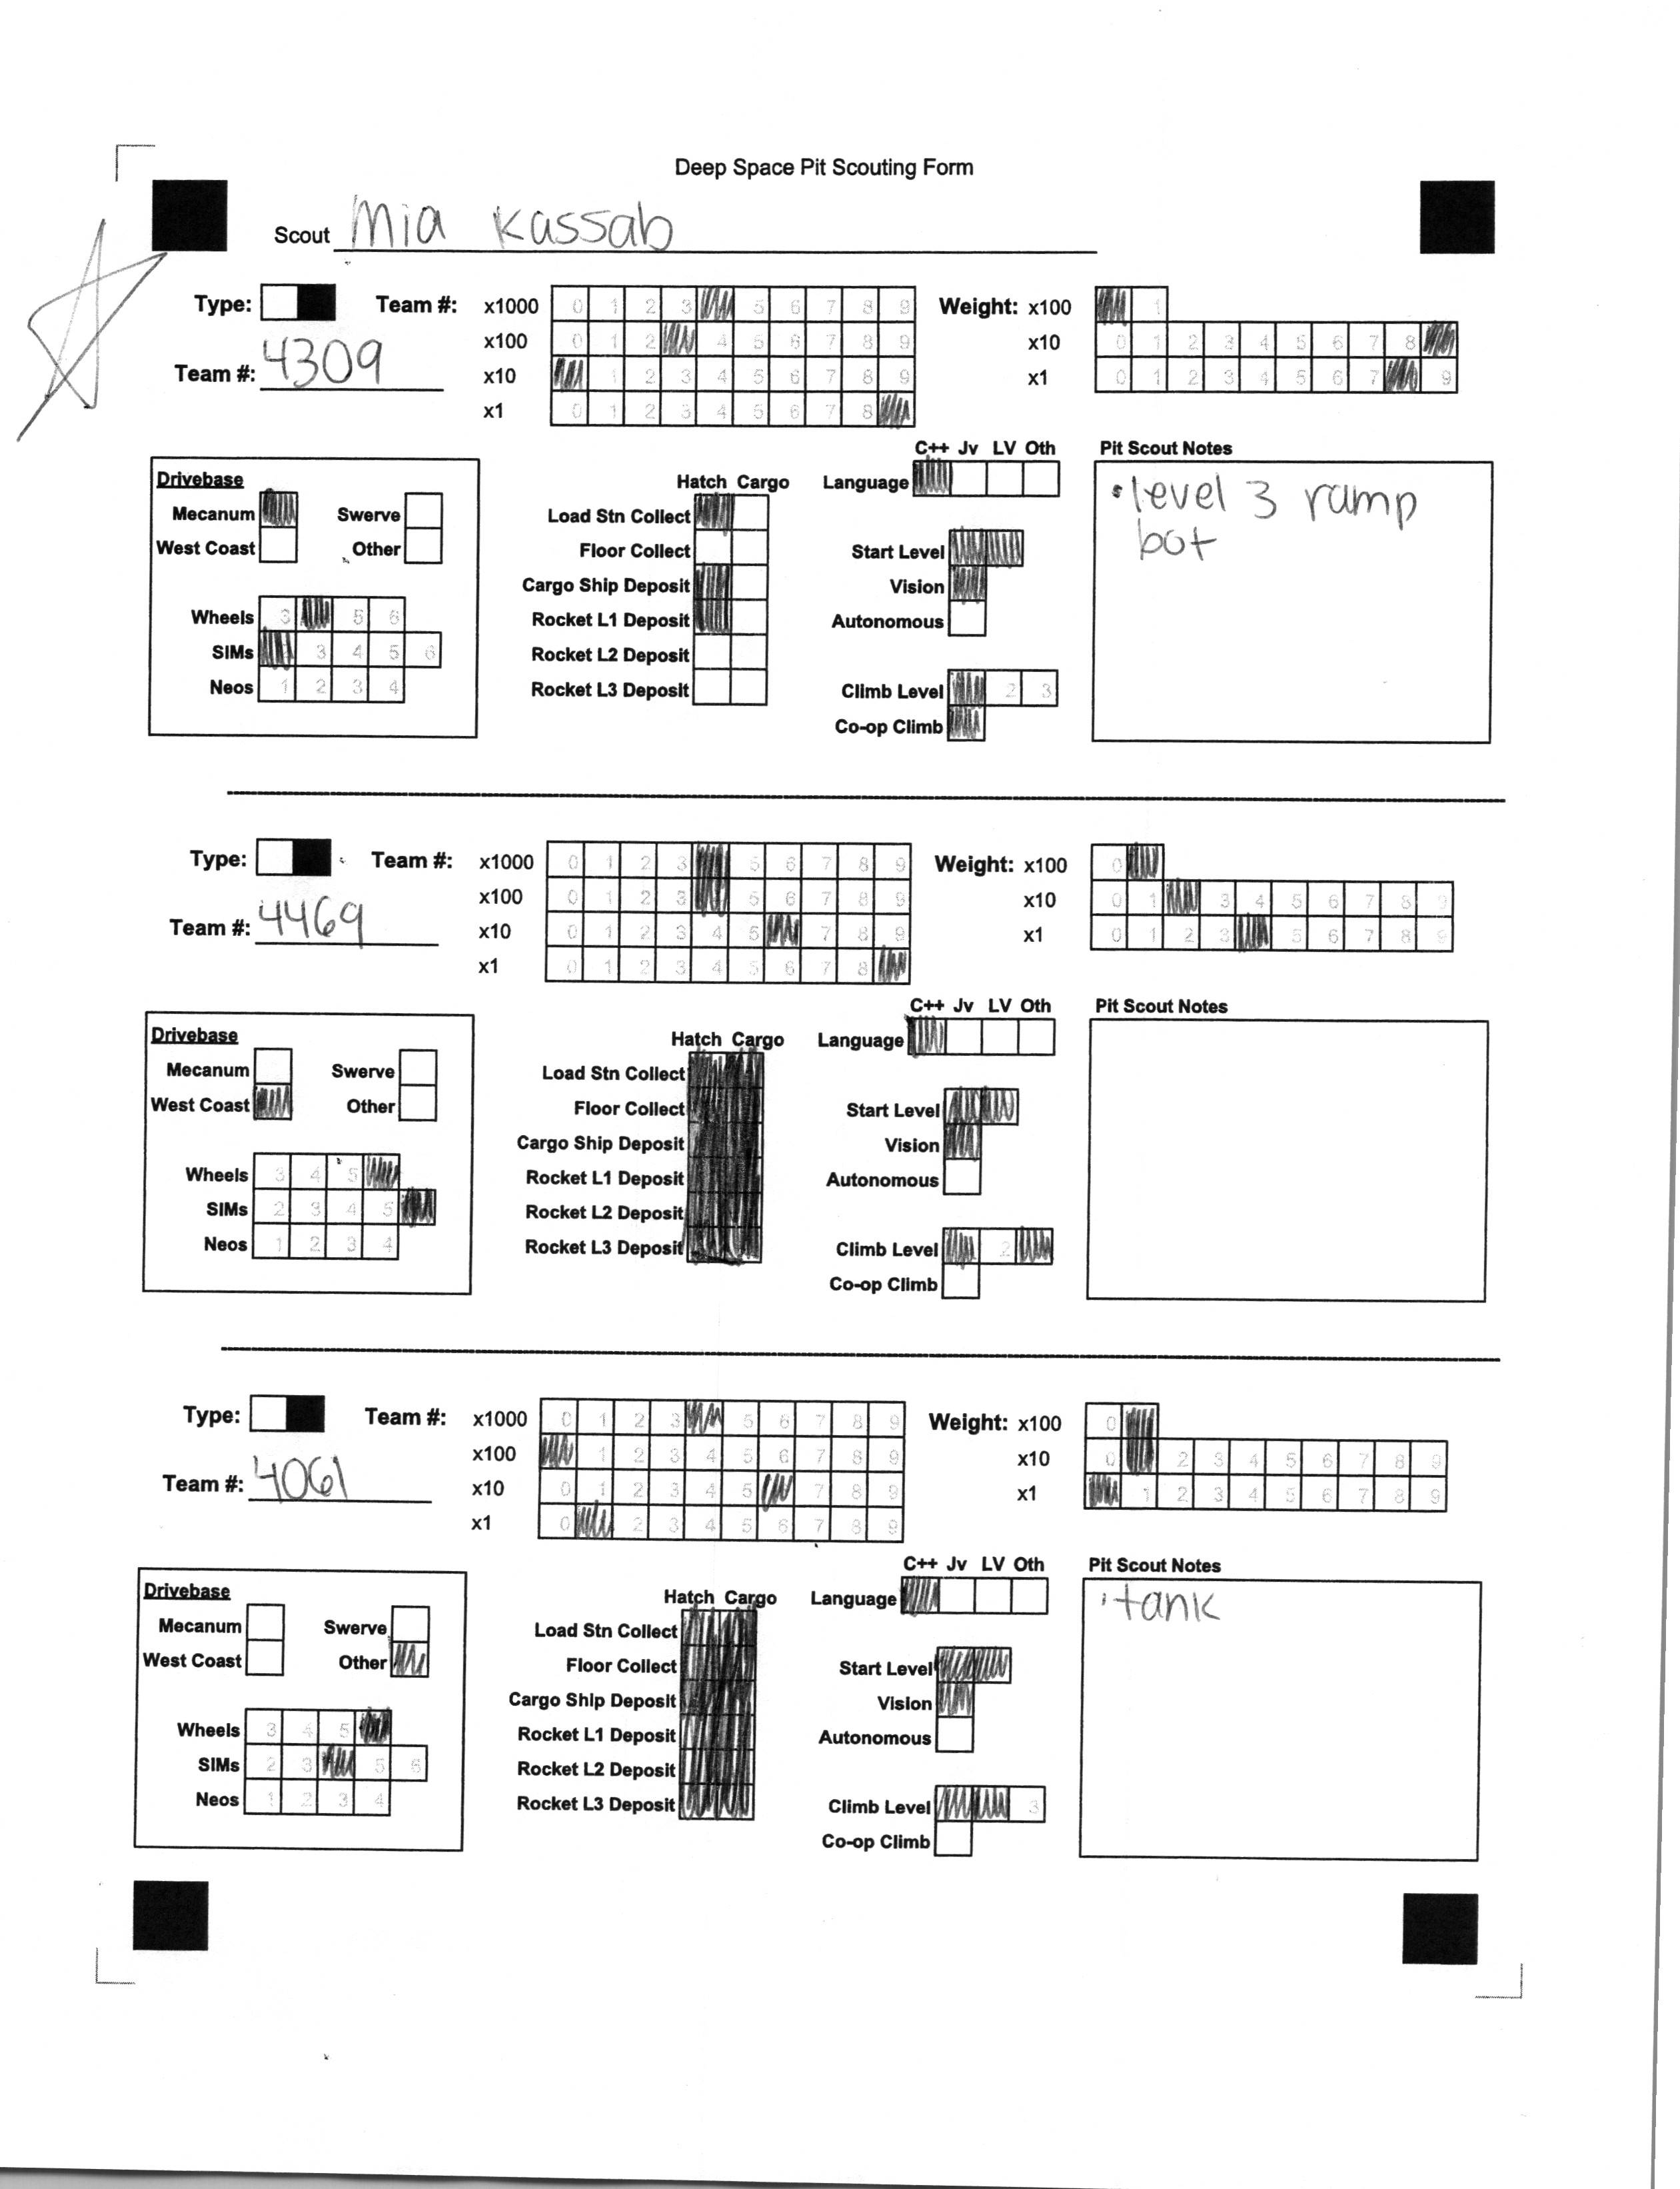 Deep Space Pit Scouting Form
Scout Mia Kassab
Type: Team #: x1000 0 1 2 3 5 6 7 8 9 Weight: x100 1
x100 0 1 2 4 5 6 7 8 9 x10 0 1 2 3 4 5 6 7 8
Team #: 4309 x10 1 2 3 4 5 6 7 8 9 x1 0 1 2 3 4 5 6 7 9
x1 0 1 2 3 4 5 6 7 8
C++ Jv LV Oth Pit Scout Notes
Drivebase Hatch Cargo Language • level 3 ramp
Mecanum Swerve Load Stn Collect bot
West Coast Other Floor Collect Start Level
Cargo Ship Deposit Vision
Wheels 3 5 6 Rocket L1 Deposit Autonomous
SIMs 3 4 5 6 Rocket L2 Deposit
Neos 1 2 3 4 Rocket L3 Deposit Climb Level 2 3
Co-op Climb
Type: Team #: x1000 0 1 2 3 5 6 7 8 9 Weight: x100 0
x100 0 1 2 3 5 6 7 8 9 x10 0 1 3 4 5 6 7 8 9
Team #: 4469 x10 0 1 2 3 4 5 7 8 9 x1 0 1 2 3 5 6 7 8 9
x1 0 1 2 3 4 5 6 7 8
C++ Jv LV Oth Pit Scout Notes
Drivebase Hatch Cargo Language
Mecanum Swerve Load Stn Collect
West Coast Other Floor Collect Start Level
Cargo Ship Deposit Vision
Wheels 3 4 5 Rocket L1 Deposit Autonomous
SIMs 2 3 4 5 Rocket L2 Deposit
Neos 1 2 3 4 Rocket L3 Deposit Climb Level 2
Co-op Climb
Type: Team #: x1000 0 1 2 3 5 6 7 8 9 Weight: x100 0
x100 1 2 3 4 5 6 7 8 9 x10 0 2 3 4 5 6 7 8 9
Team #: 4061 x10 0 1 2 3 4 5 7 8 9 x1 1 2 3 4 5 6 7 8 9
x1 0 2 3 4 5 6 7 8 9
C++ Jv LV Oth Pit Scout Notes
Drivebase Hatch Cargo Language • tank
Mecanum Swerve Load Stn Collect
West Coast Other Floor Collect Start Level
Cargo Ship Deposit Vision
Wheels 3 4 5 Rocket L1 Deposit Autonomous
SIMs 2 3 5 6 Rocket L2 Deposit
Neos 1 2 3 4 Rocket L3 Deposit Climb Level 3
Co-op Climb